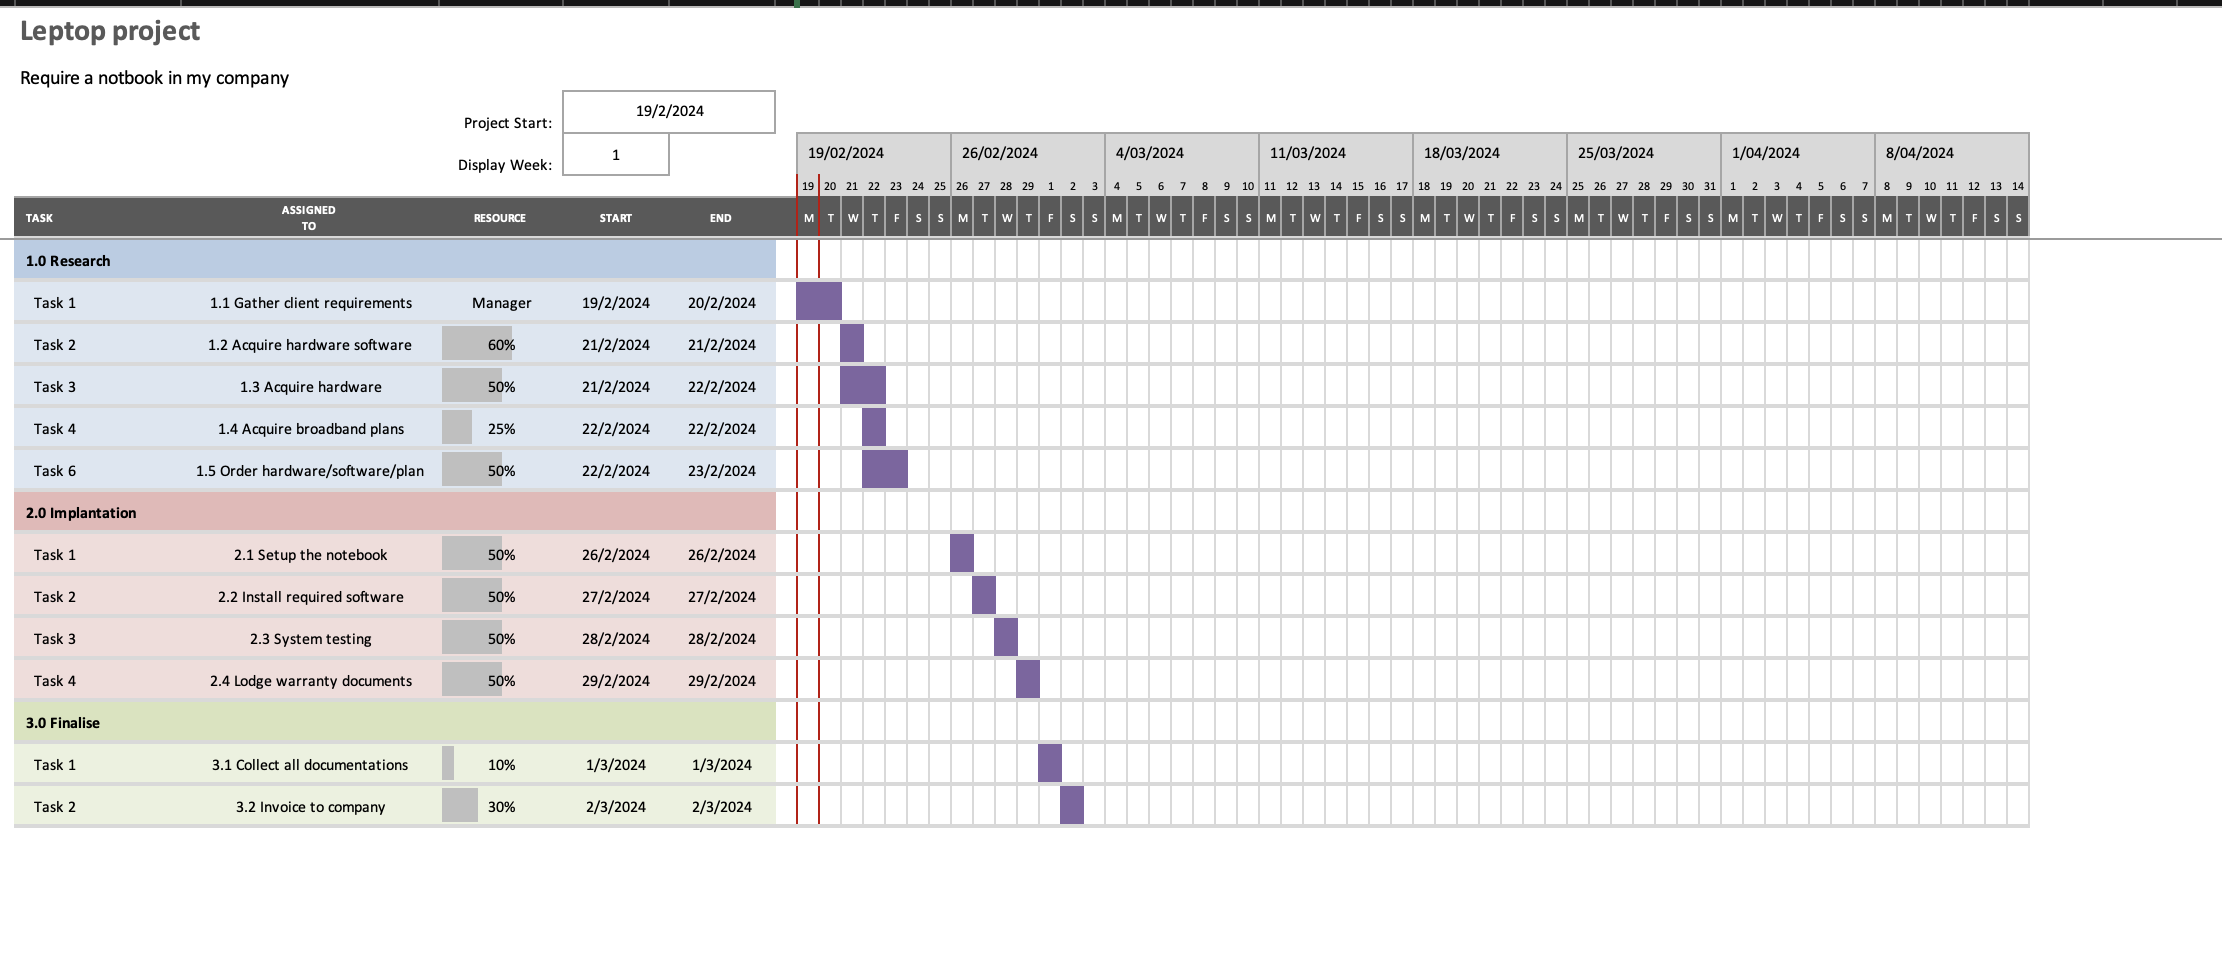 Leptop project
Require a notbook in my company
Project Start: 19/2/2024
Display Week: 1
19/02/2024 26/02/2024 4/03/2024 11/03/2024 18/03/2024 25/03/2024 1/04/2024 8/04/2024
19 20 21 22 23 24 25 26 27 28 29 1 2 3 4 5 6 7 8 9 10 11 12 13 14 15 16 17 18 19 20 21 22 23 24 25 26 27 28 29 30 31 1 2 3 4 5 6 7 8 9 10 11 12 13 14
TASK ASSIGNED TO RESOURCE START END M T W T F S S M T W T F S S M T W T F S S M T W T F S S M T W T F S S M T W T F S S M T W T F S S M T W T F S S
1.0 Research
Task 1 1.1 Gather client requirements Manager 19/2/2024 20/2/2024
Task 2 1.2 Acquire hardware software 60% 21/2/2024 21/2/2024
Task 3 1.3 Acquire hardware 50% 21/2/2024 22/2/2024
Task 4 1.4 Acquire broadband plans 25% 22/2/2024 22/2/2024
Task 6 1.5 Order hardware/software/plan 50% 22/2/2024 23/2/2024
2.0 Implantation
Task 1 2.1 Setup the notebook 50% 26/2/2024 26/2/2024
Task 2 2.2 Install required software 50% 27/2/2024 27/2/2024
Task 3 2.3 System testing 50% 28/2/2024 28/2/2024
Task 4 2.4 Lodge warranty documents 50% 29/2/2024 29/2/2024
3.0 Finalise
Task 1 3.1 Collect all documentations 10% 1/3/2024 1/3/2024
Task 2 3.2 Invoice to company 30% 2/3/2024 2/3/2024